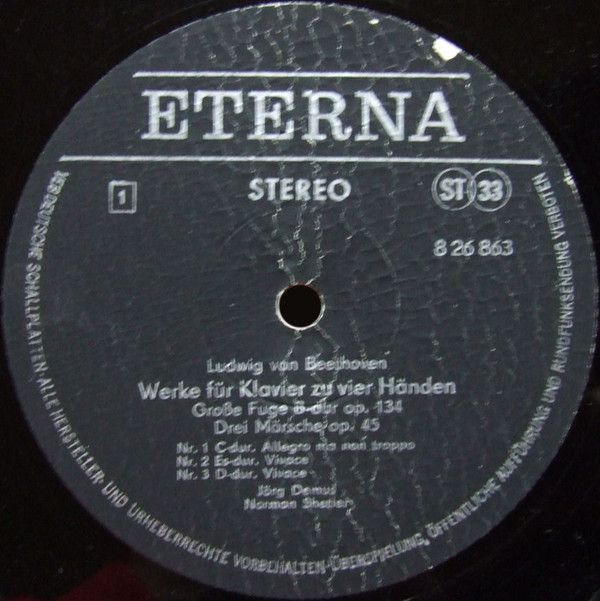 ETERNA
1
STEREO
ST 33
8 26 863
Ludwig van Beethoven
Werke für Klavier zu vier Händen
Große Fuge B-dur op. 134
Drei Märsche op. 45
Nr. 1 C-dur. Allegro ma non troppo
Nr. 2 Es-dur. Vivace
Nr. 3 D-dur. Vivace
Jörg Demus
Norman Shetler
VEB DEUTSCHE SCHALLPLATTEN·ALLE HERSTELLER- UND URHEBERRECHTE VORBEHALTEN·ÜBERSPIELUNG, ÖFFENTLICHE AUFFÜHRUNG UND RUNDFUNKSENDUNG VERBOTEN